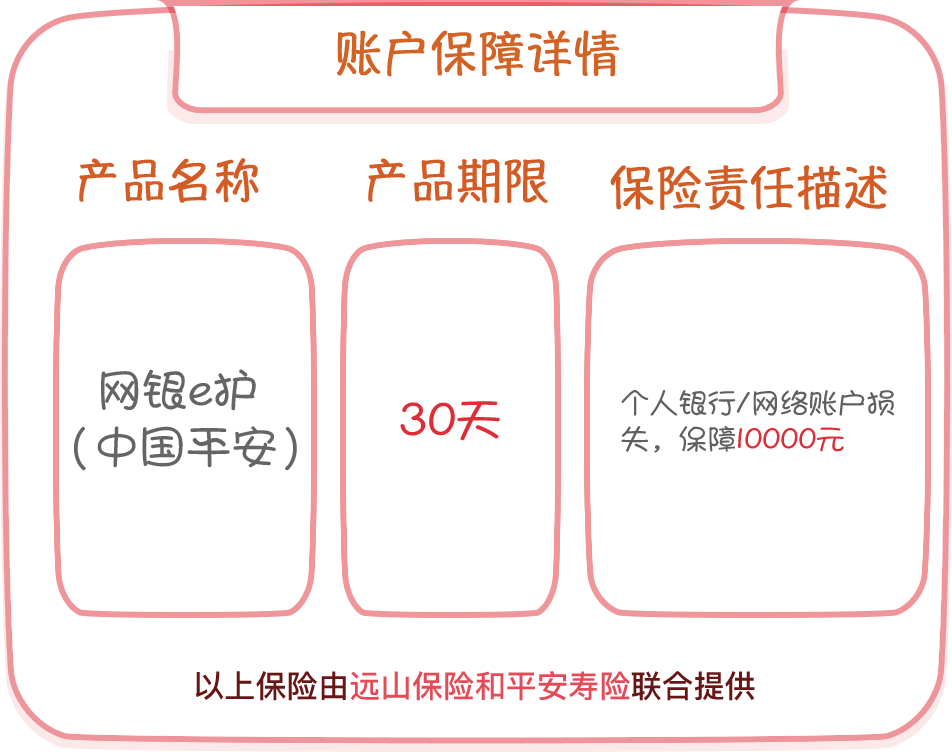 账户保障详情
产品名称
产品期限
保险责任描述
网银e护
（中国平安）
30天
个人银行/网络账户损
失，保障10000元
以上保险由远山保险和平安寿险联合提供